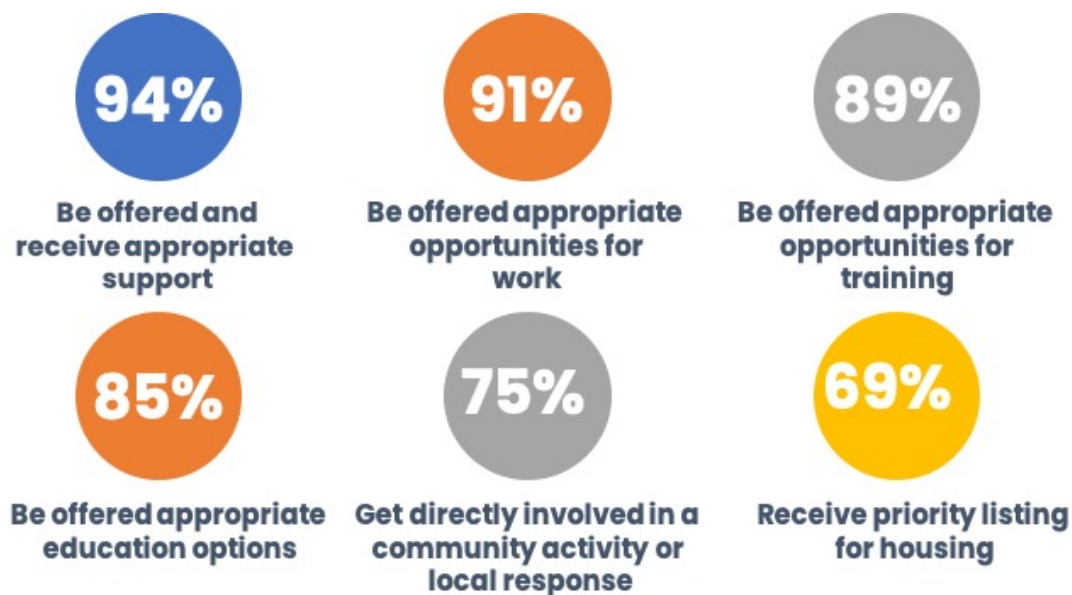 94%
Be offered and
receive appropriate
support
91%
Be offered appropriate
opportunities for
work
89%
Be offered appropriate
opportunities for
training
85%
Be offered appropriate
education options
75%
Get directly involved in a
community activity or
local response
69%
Receive priority listing
for housing